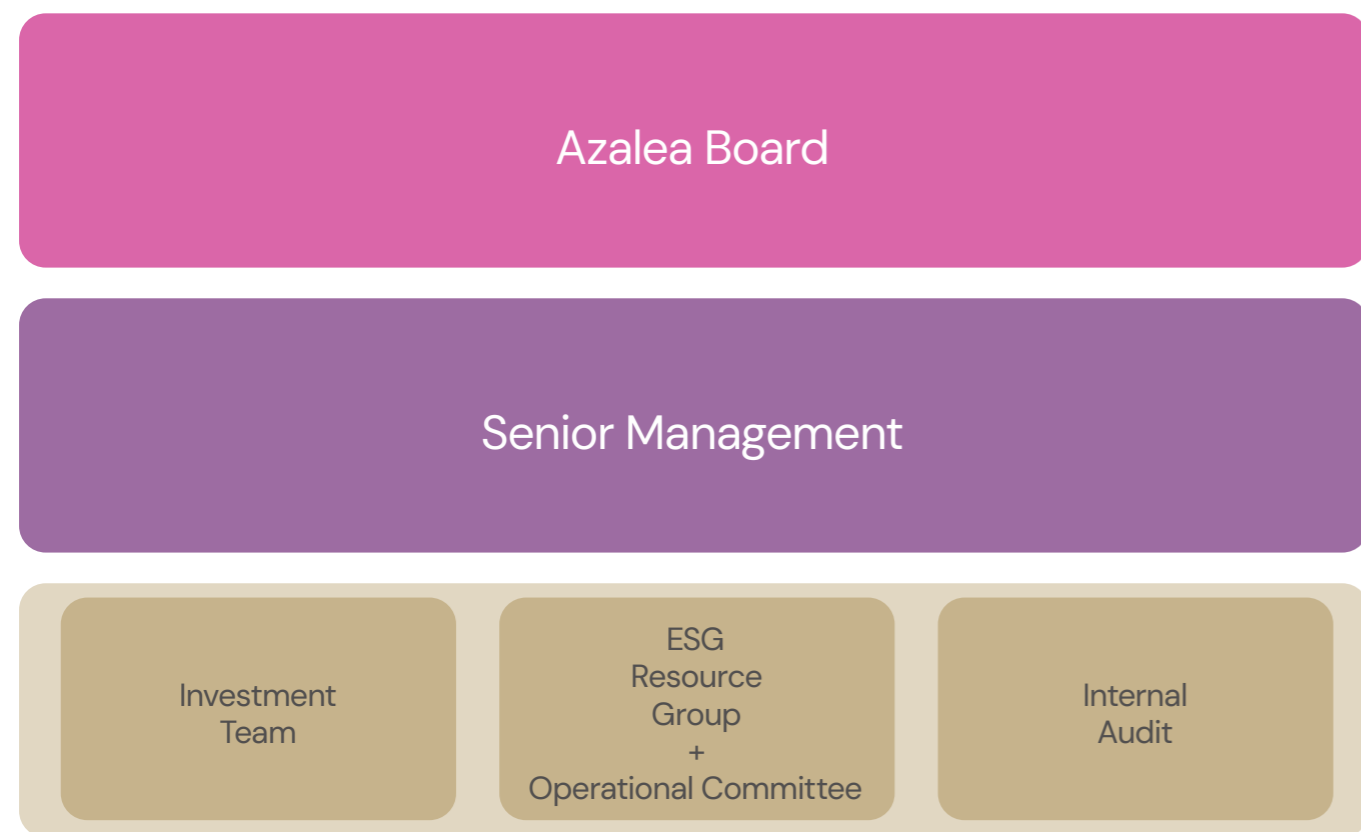 Azalea Board
Senior Management
Investment
Team
ESG
Resource
Group
+
Operational Committee
Internal
Audit